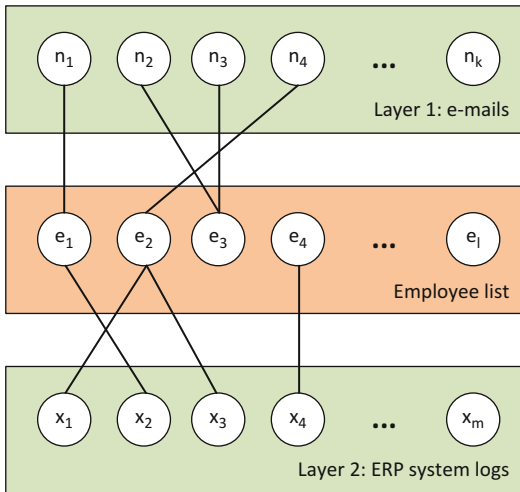 n1 n2 n3 n4 ... nk
Layer 1: e-mails
e1 e2 e3 e4 ... el
Employee list
x1 x2 x3 x4 ... xm
Layer 2: ERP system logs